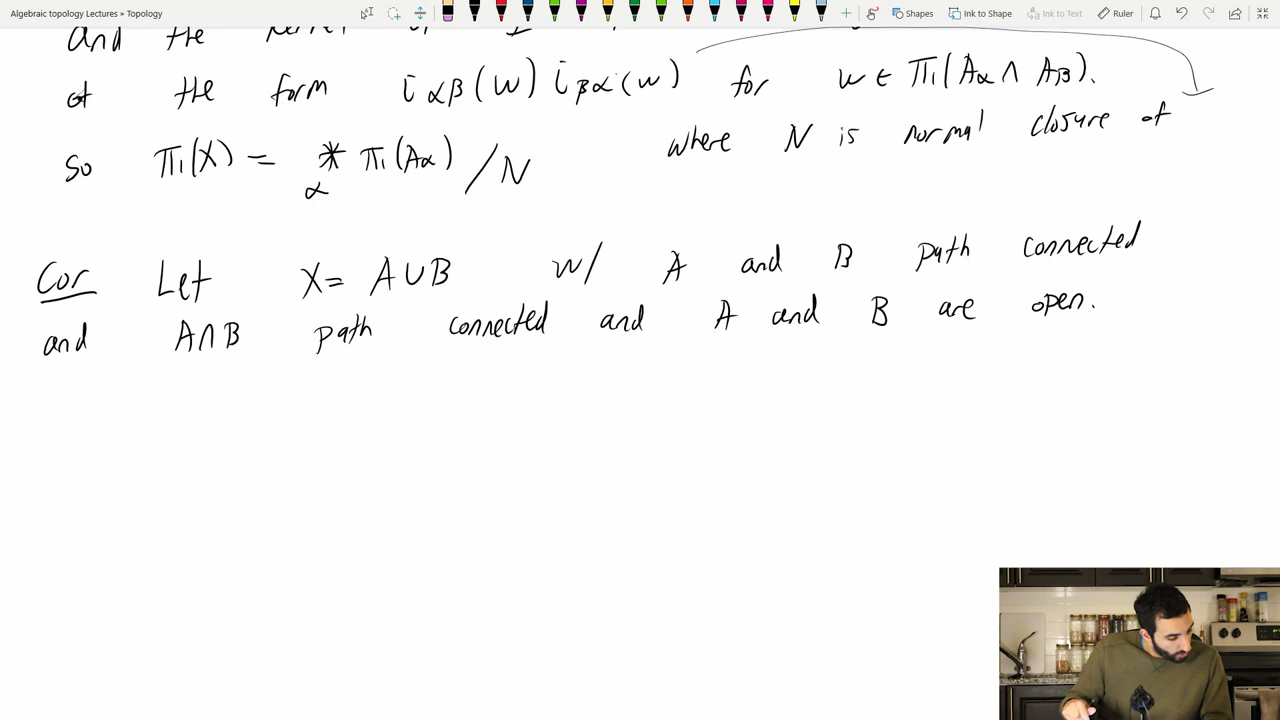 Algebraic topology Lectures » Topology
Shapes Ink to Shape Ink to Text Ruler
And the
of the form i αβ (w) i βα (w) for w ∈ π₁(Aα ∩ Aβ).
So π₁(X) = * α π₁(Aα) / N where N is normal closure of
Cor Let X = A ∪ B w/ A and B path connected
and A ∩ B path connected and A and B are open.